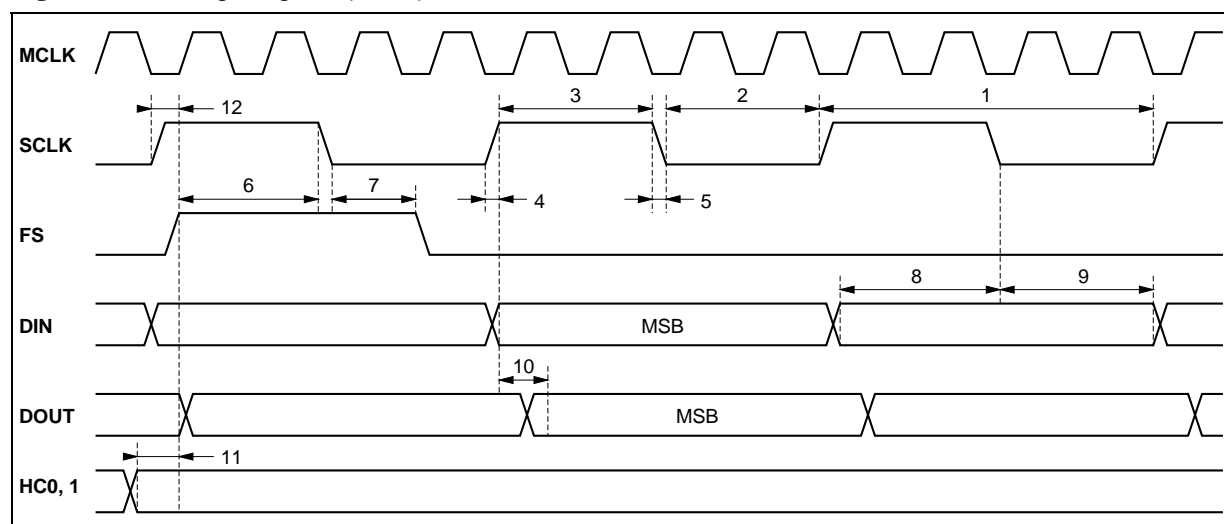 MCLK
3 2 1
12
SCLK
6 7
4 5
FS
8 9
DIN MSB
10
DOUT MSB
11
HC0, 1